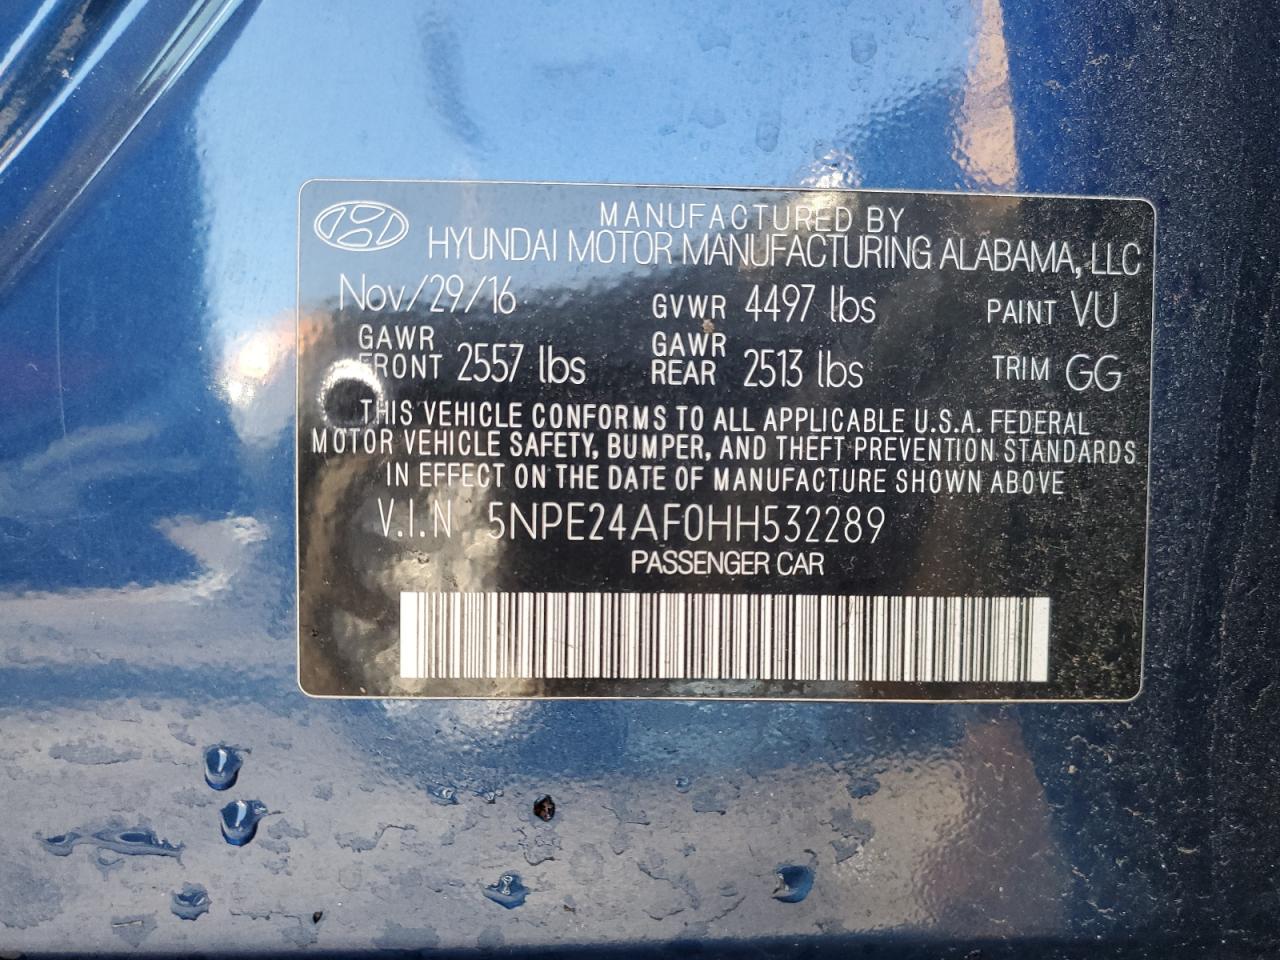 MANUFACTURED BY
HYUNDAI MOTOR MANUFACTURING ALABAMA, LLC
Nov/29/16 GVWR 4497 lbs PAINT VU
GAWR FRONT 2557 lbs GAWR REAR 2513 lbs TRIM GG
THIS VEHICLE CONFORMS TO ALL APPLICABLE U.S.A. FEDERAL
MOTOR VEHICLE SAFETY, BUMPER, AND THEFT PREVENTION STANDARDS
IN EFFECT ON THE DATE OF MANUFACTURE SHOWN ABOVE
V.I.N 5NPE24AF0HH532289
PASSENGER CAR